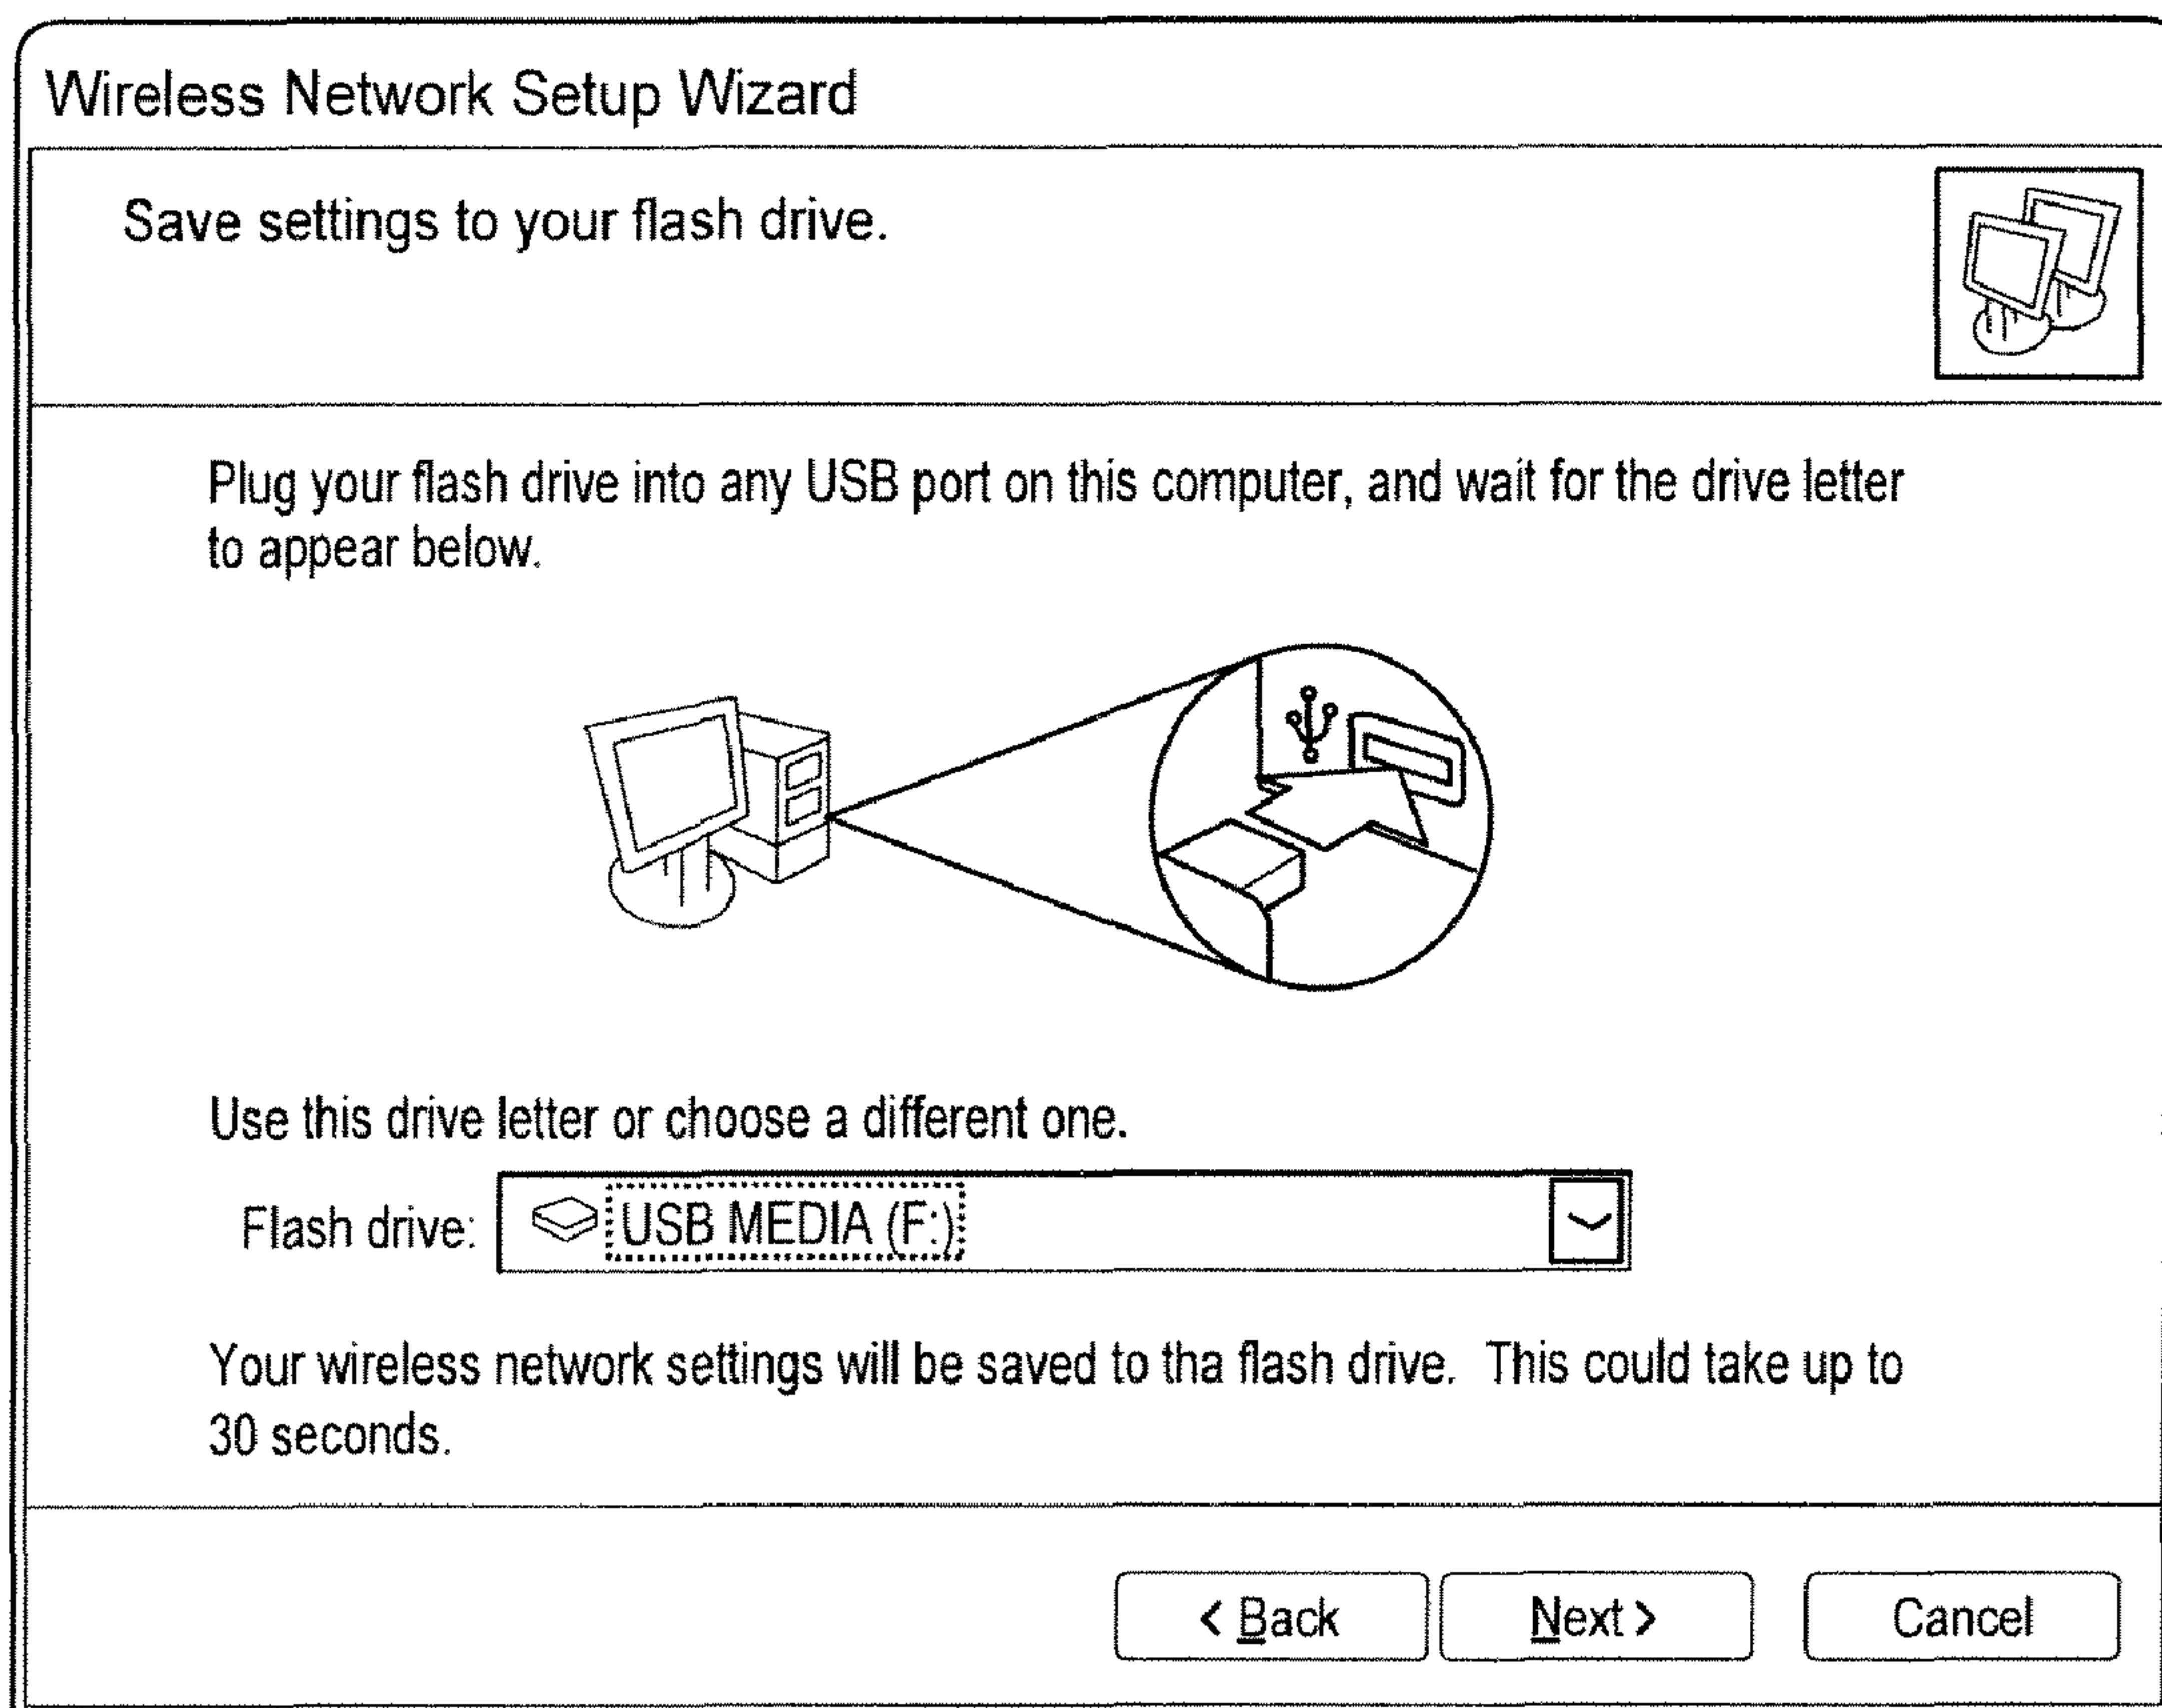 Wireless Network Setup Wizard
Save settings to your flash drive.
Plug your flash drive into any USB port on this computer, and wait for the drive letter
to appear below.
Use this drive letter or choose a different one.
Flash drive: USB MEDIA (F:)
Your wireless network settings will be saved to tha flash drive. This could take up to
30 seconds.
< Back Next > Cancel